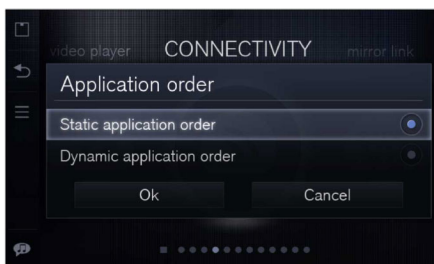 video player CONNECTIVITY mirror link
Application order
Static application order
Dynamic application order
Ok Cancel